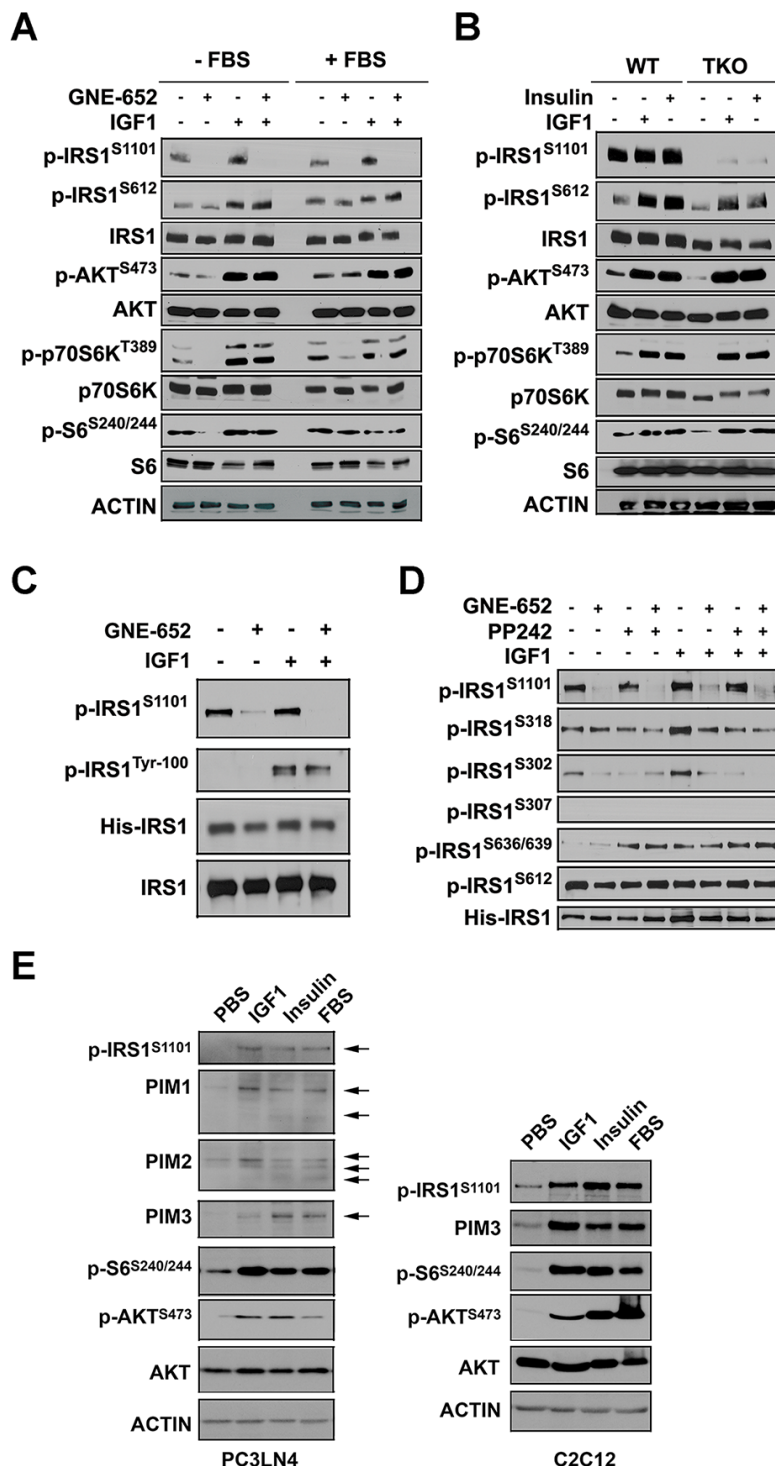 A
- FBS + FBS
GNE-652 - + - + - + - +
IGF1 - - + + - - + +
p-IRS1S1101
p-IRS1S612
IRS1
p-AKTS473
AKT
p-p70S6KT389
p70S6K
p-S6S240/244
S6
ACTIN
B
WT TKO
Insulin - - + - - +
IGF1 - + - - + -
p-IRS1S1101
p-IRS1S612
IRS1
p-AKTS473
AKT
p-p70S6KT389
p70S6K
p-S6S240/244
S6
ACTIN
C
GNE-652 - + - +
IGF1 - - + +
p-IRS1S1101
p-IRS1Tyr-100
His-IRS1
IRS1
D
GNE-652 - + - + - + - +
PP242 - - + + - - + +
IGF1 - - - - + + + +
p-IRS1S1101
p-IRS1S318
p-IRS1S302
p-IRS1S307
p-IRS1S636/639
p-IRS1S612
His-IRS1
E
PBS IGF1 Insulin FBS
p-IRS1S1101
PIM1
PIM2
PIM3
p-S6S240/244
p-AKTS473
AKT
ACTIN
PC3LN4
PBS IGF1 Insulin FBS
p-IRS1S1101
PIM3
p-S6S240/244
p-AKTS473
AKT
ACTIN
C2C12